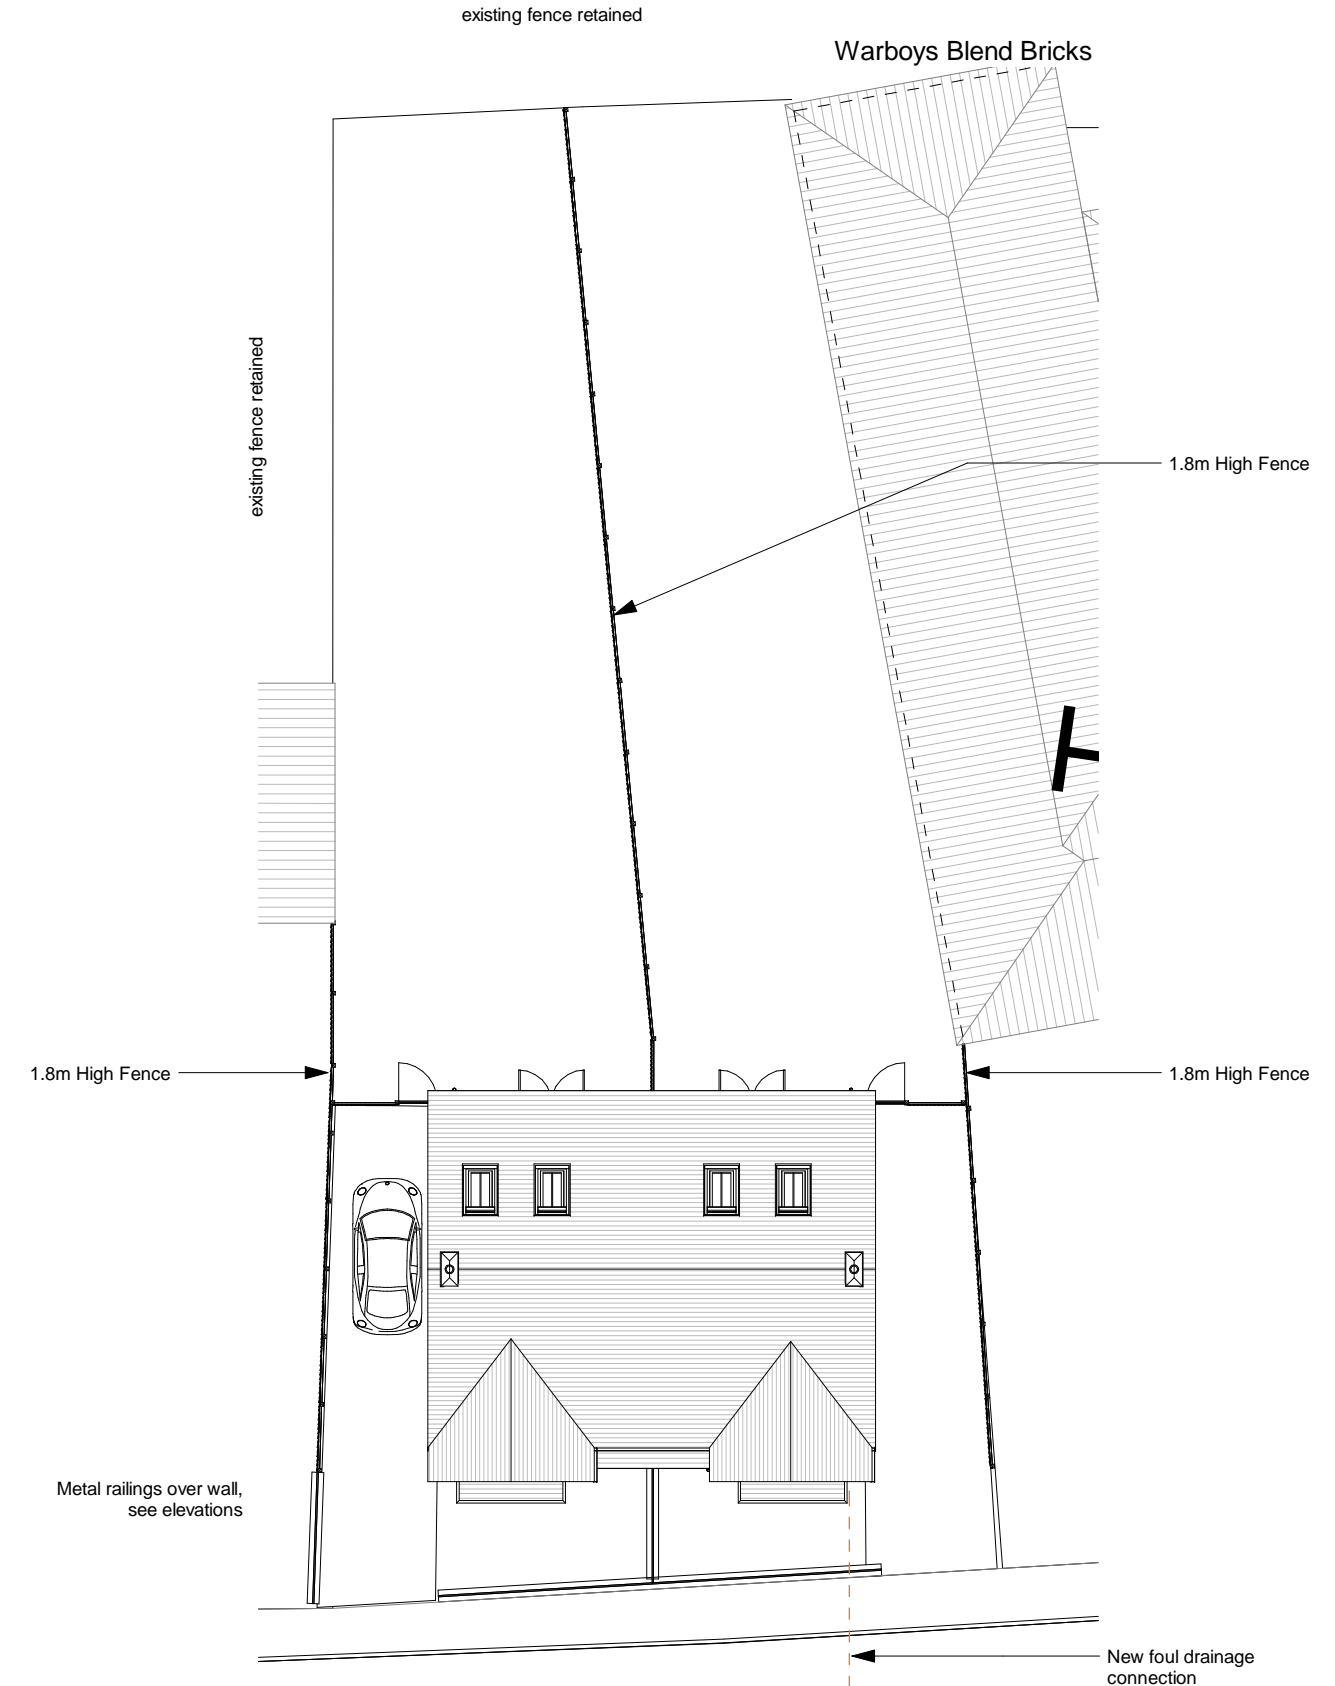 existing fence retained
Warboys Blend Bricks
existing fence retained
1.8m High Fence
1.8m High Fence
1.8m High Fence
Metal railings over wall,
see elevations
New foul drainage
connection